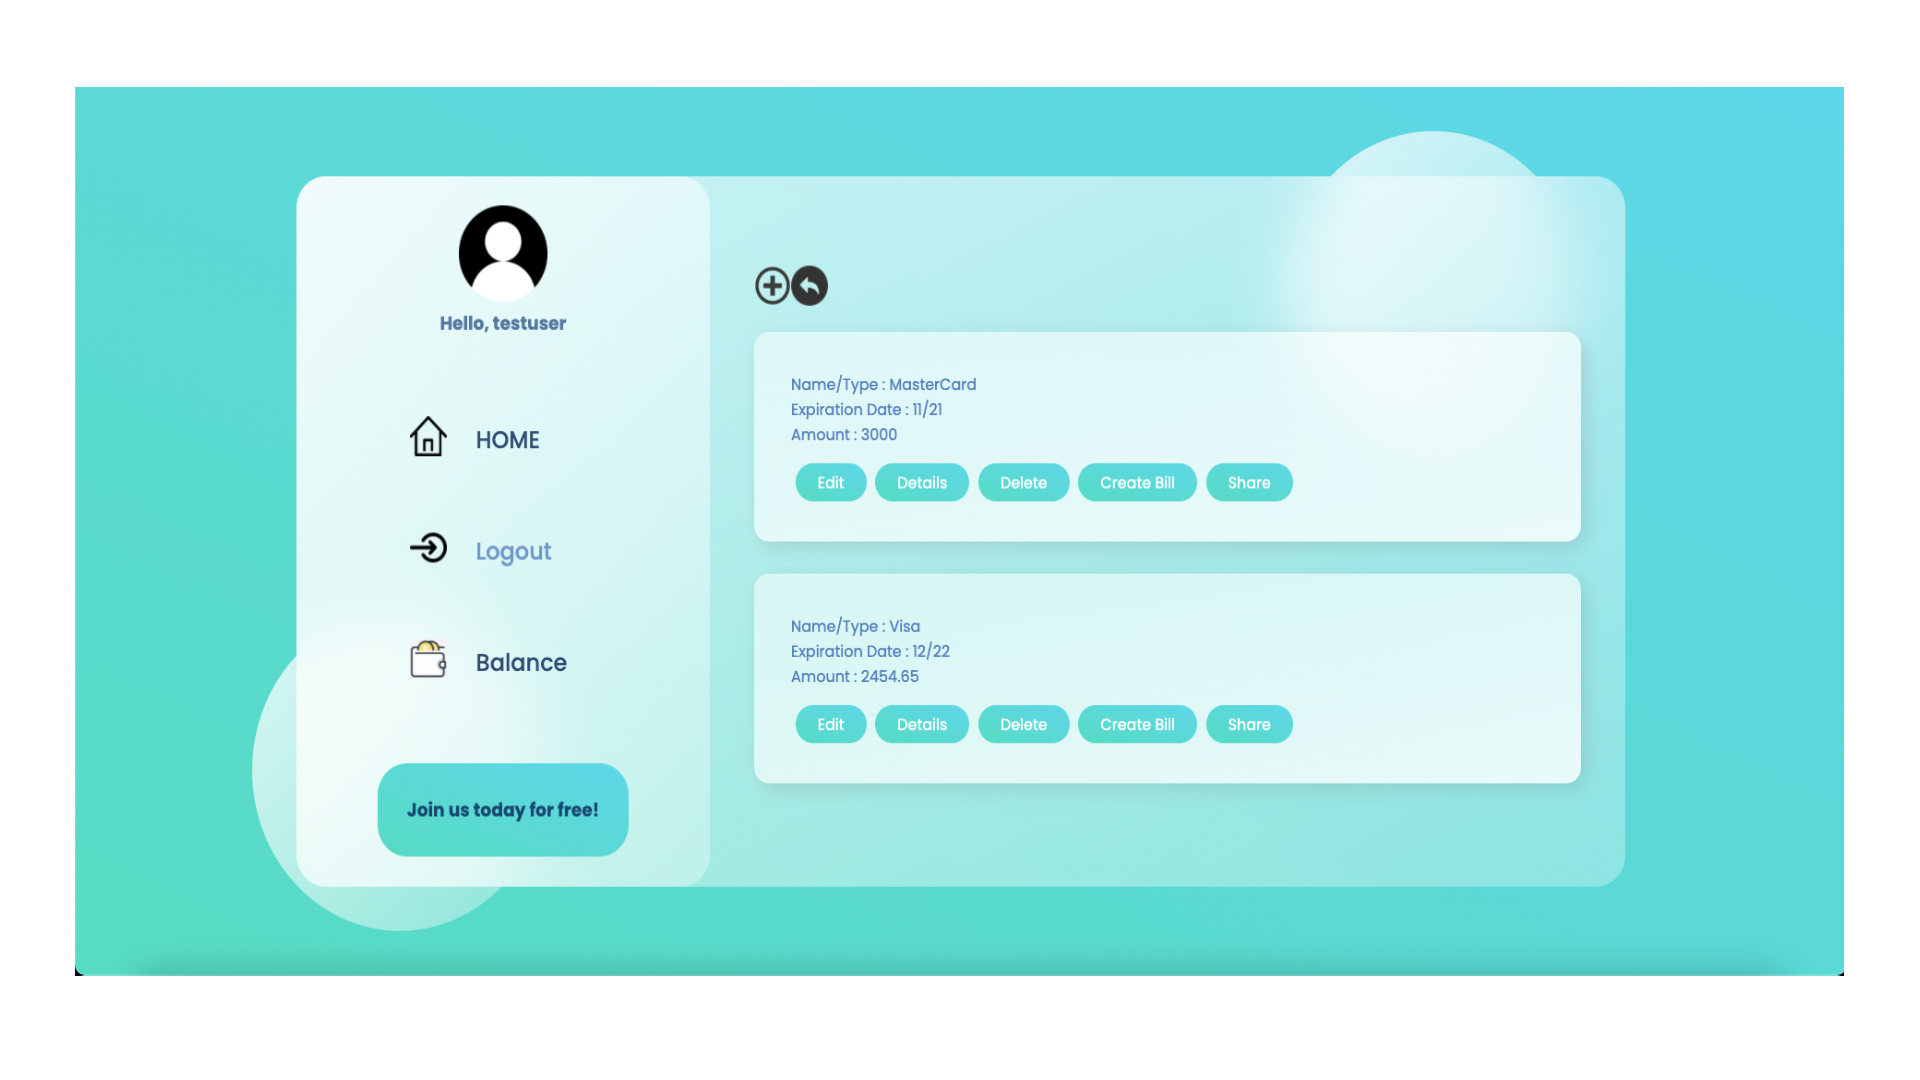 Hello, testuser
HOME
Logout
Balance
Join us today for free!
Name/Type : MasterCard
Expiration Date : 11/21
Amount : 3000
Edit Details Delete Create Bill Share
Name/Type : Visa
Expiration Date : 12/22
Amount : 2454.65
Edit Details Delete Create Bill Share